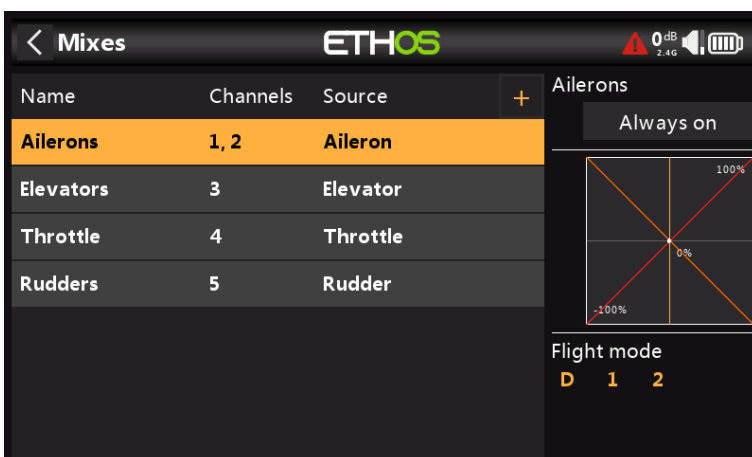 Mixes
ETHOS
0dB
2.4G
Name Channels Source +
Ailerons 1, 2 Aileron
Elevators 3 Elevator
Throttle 4 Throttle
Rudders 5 Rudder
Ailerons
Always on
100%
0%
-100%
Flight mode
D 1 2